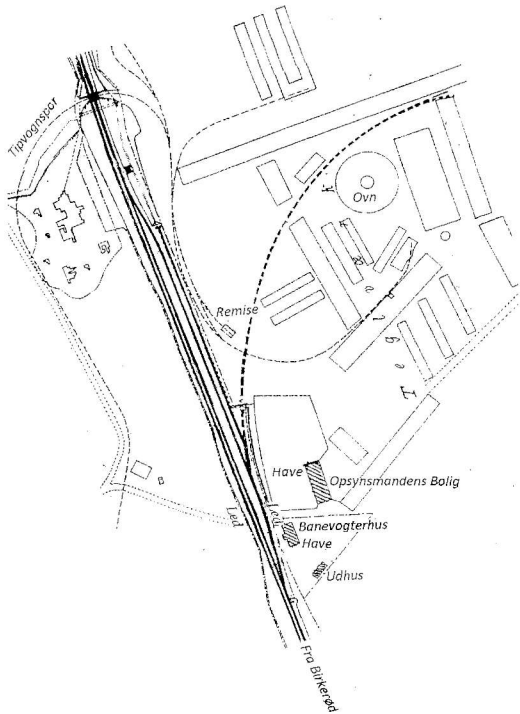 Tipvognspor
Ovn
Remise
Have
Opsynsmandens Bolig
Led
Led
Banevogterhus
Have
Udhus
Fra Birkerød